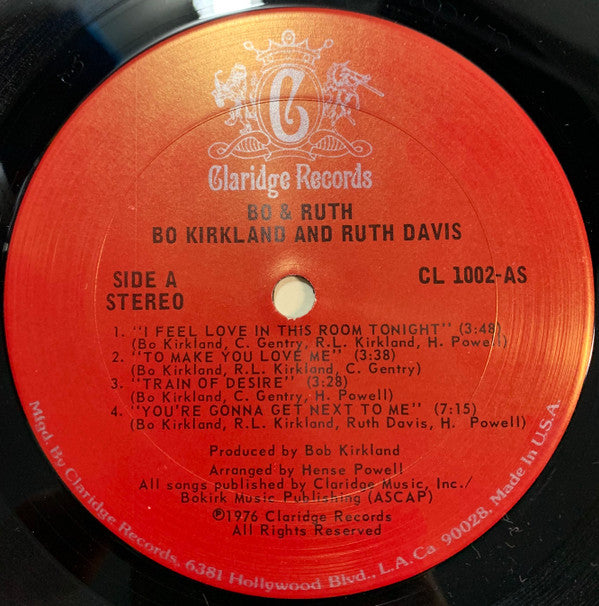 C
Claridge Records
BO & RUTH
BO KIRKLAND AND RUTH DAVIS
SIDE A
STEREO
CL 1002-AS
1. "I FEEL LOVE IN THIS ROOM TONIGHT" (3:48)
(Bo Kirkland, C. Gentry, R.L. Kirkland, H. Powell)
2. "TO MAKE YOU LOVE ME" (3:38)
(Bo Kirkland, R.L. Kirkland, C. Gentry)
3. "TRAIN OF DESIRE" (3:28)
(Bo Kirkland, C. Gentry, H. Powell)
4. "YOU'RE GONNA GET NEXT TO ME" (7:15)
(Bo Kirkland, R.L. Kirkland, Ruth Davis, H. Powell)
Produced by Bob Kirkland
Arranged by Hense Powell
All songs published by Claridge Music, Inc./
Bokirk Music Publishing (ASCAP)
℗1976 Claridge Records
All Rights Reserved
Mfgd. By Claridge Records, 6381 Hollywood Blvd., L.A. Ca 90028. Made In U.S.A.